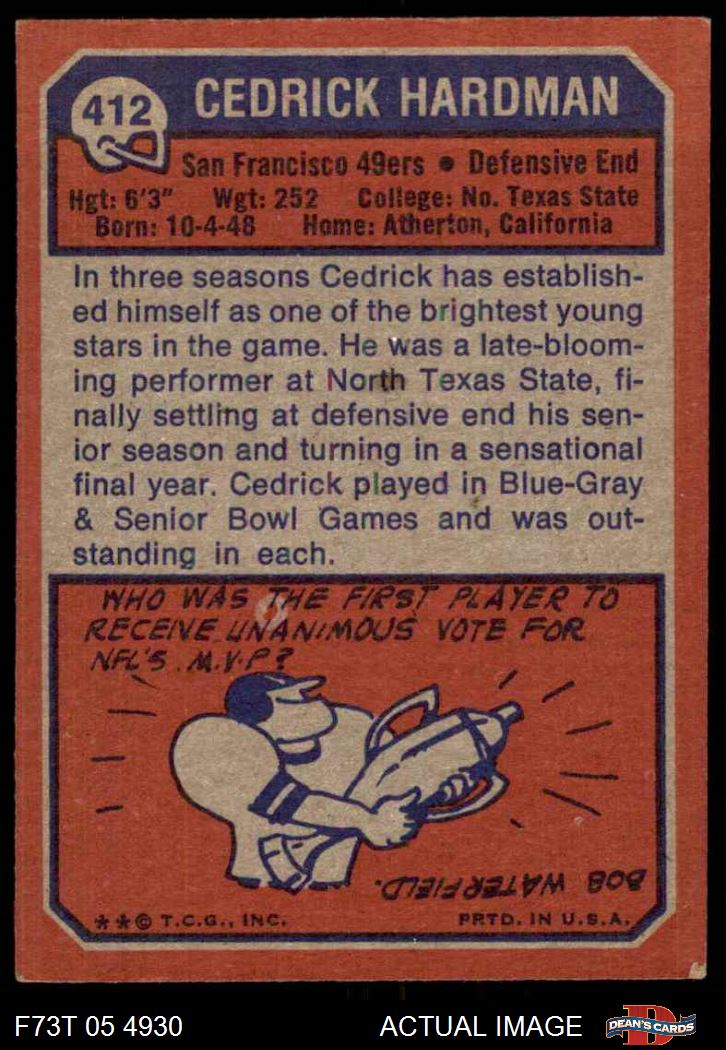 412
CEDRICK HARDMAN
San Francisco 49ers • Defensive End
Hgt: 6'3" Wgt: 252 College: No. Texas State
Born: 10-4-48 Home: Atherton, California
In three seasons Cedrick has establish-
ed himself as one of the brightest young
stars in the game. He was a late-bloom-
ing performer at North Texas State, fi-
nally settling at defensive end his sen-
ior season and turning in a sensational
final year. Cedrick played in Blue-Gray
& Senior Bowl Games and was out-
standing in each.
WHO WAS THE FIRST PLAYER TO
RECEIVE UNANIMOUS VOTE FOR
NFL'S M.V.P?
BOB WATERFIELD.
**© T.C.G., INC. PRTD. IN U.S.A.
F73T 05 4930 ACTUAL IMAGE
D
DEAN'S CARDS